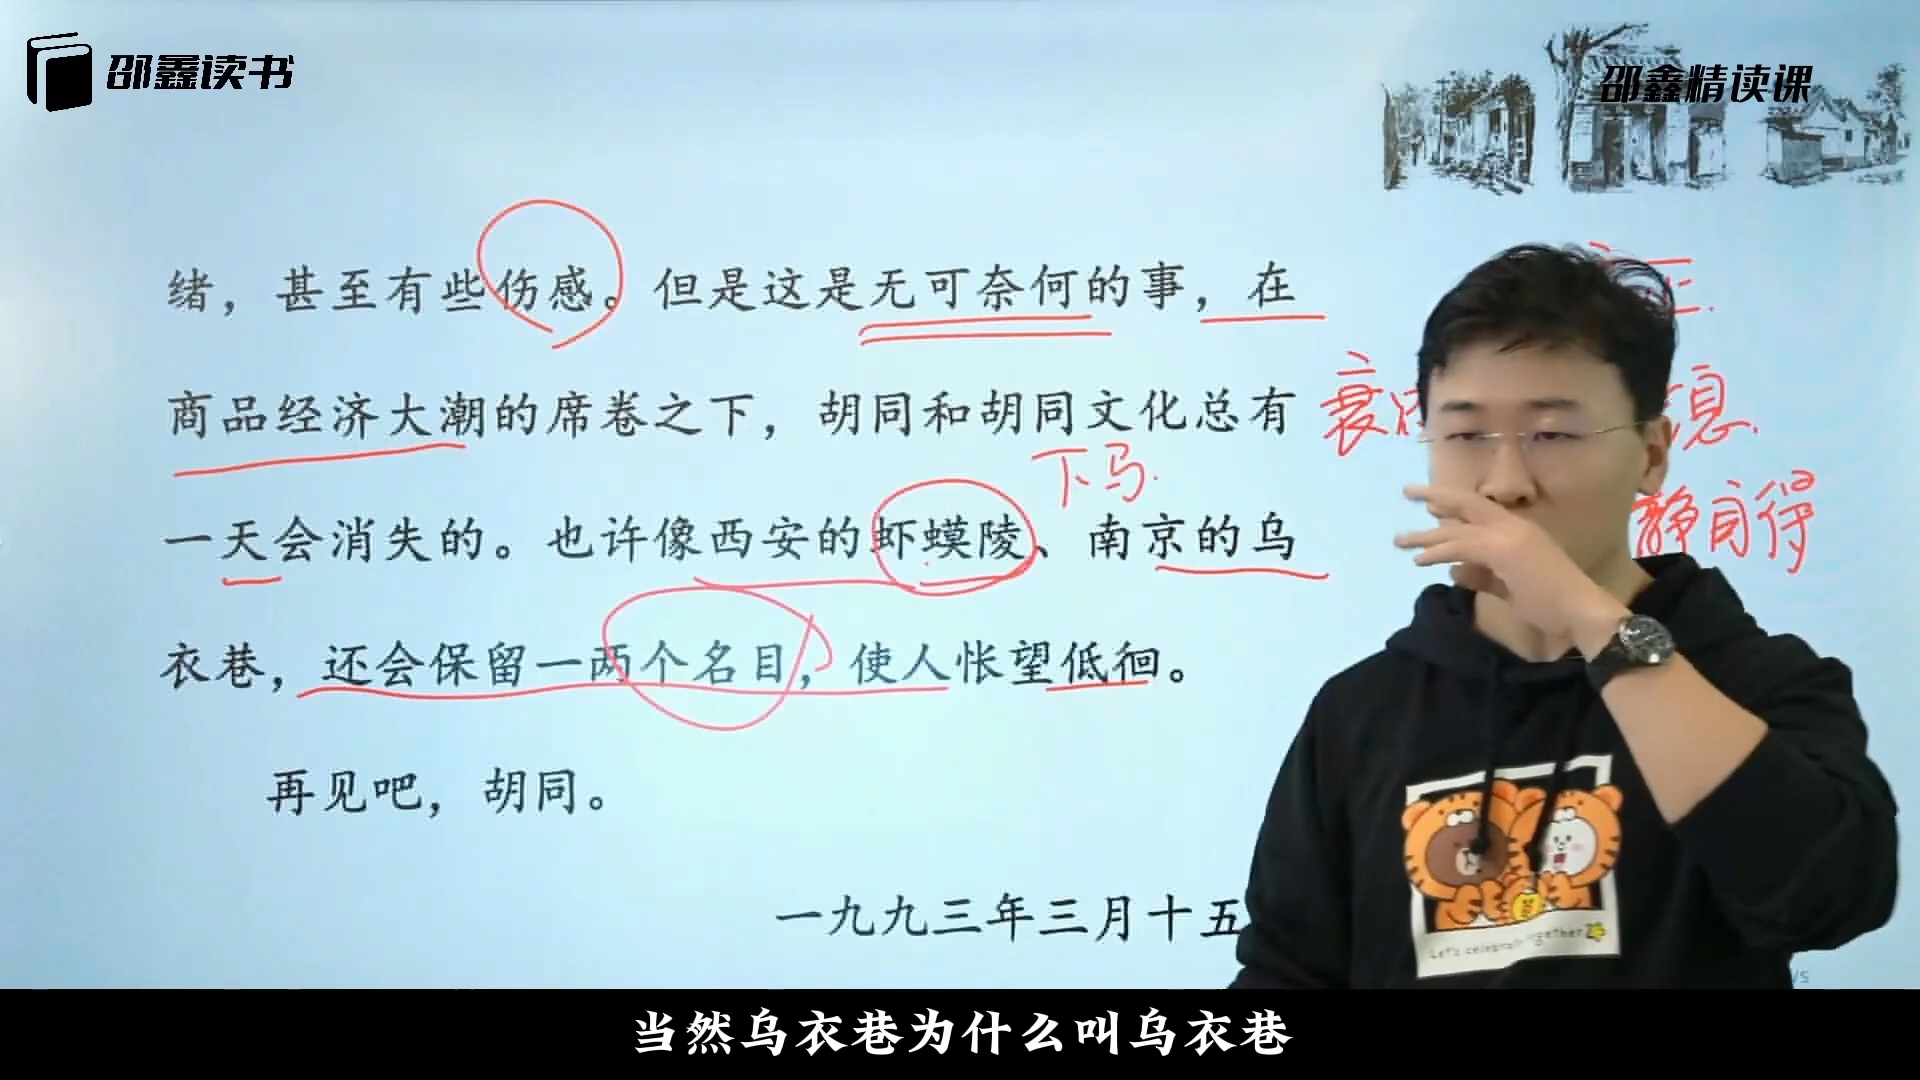 邵鑫读书
邵鑫精读课
绪，甚至有些伤感。但是这是无可奈何的事，在
商品经济大潮的席卷之下，胡同和胡同文化总有
下马.
一天会消失的。也许像西安的虾蟆陵、南京的乌
静自得
衣巷，还会保留一两个名目，使人怅望低徊。
再见吧，胡同。
一九九三年三月十五
Let's celebrate together
当然乌衣巷为什么叫乌衣巷